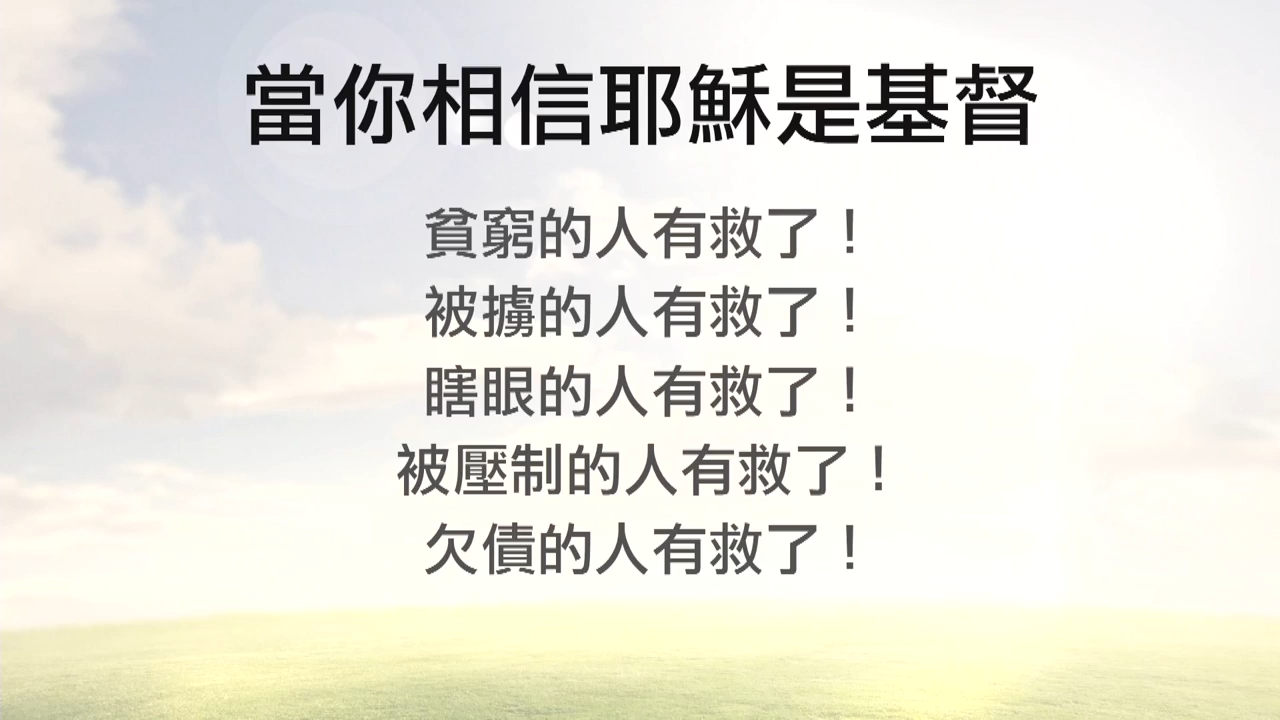 當你相信耶穌是基督
貧窮的人有救了！
被擄的人有救了！
瞎眼的人有救了！
被壓制的人有救了！
欠債的人有救了！